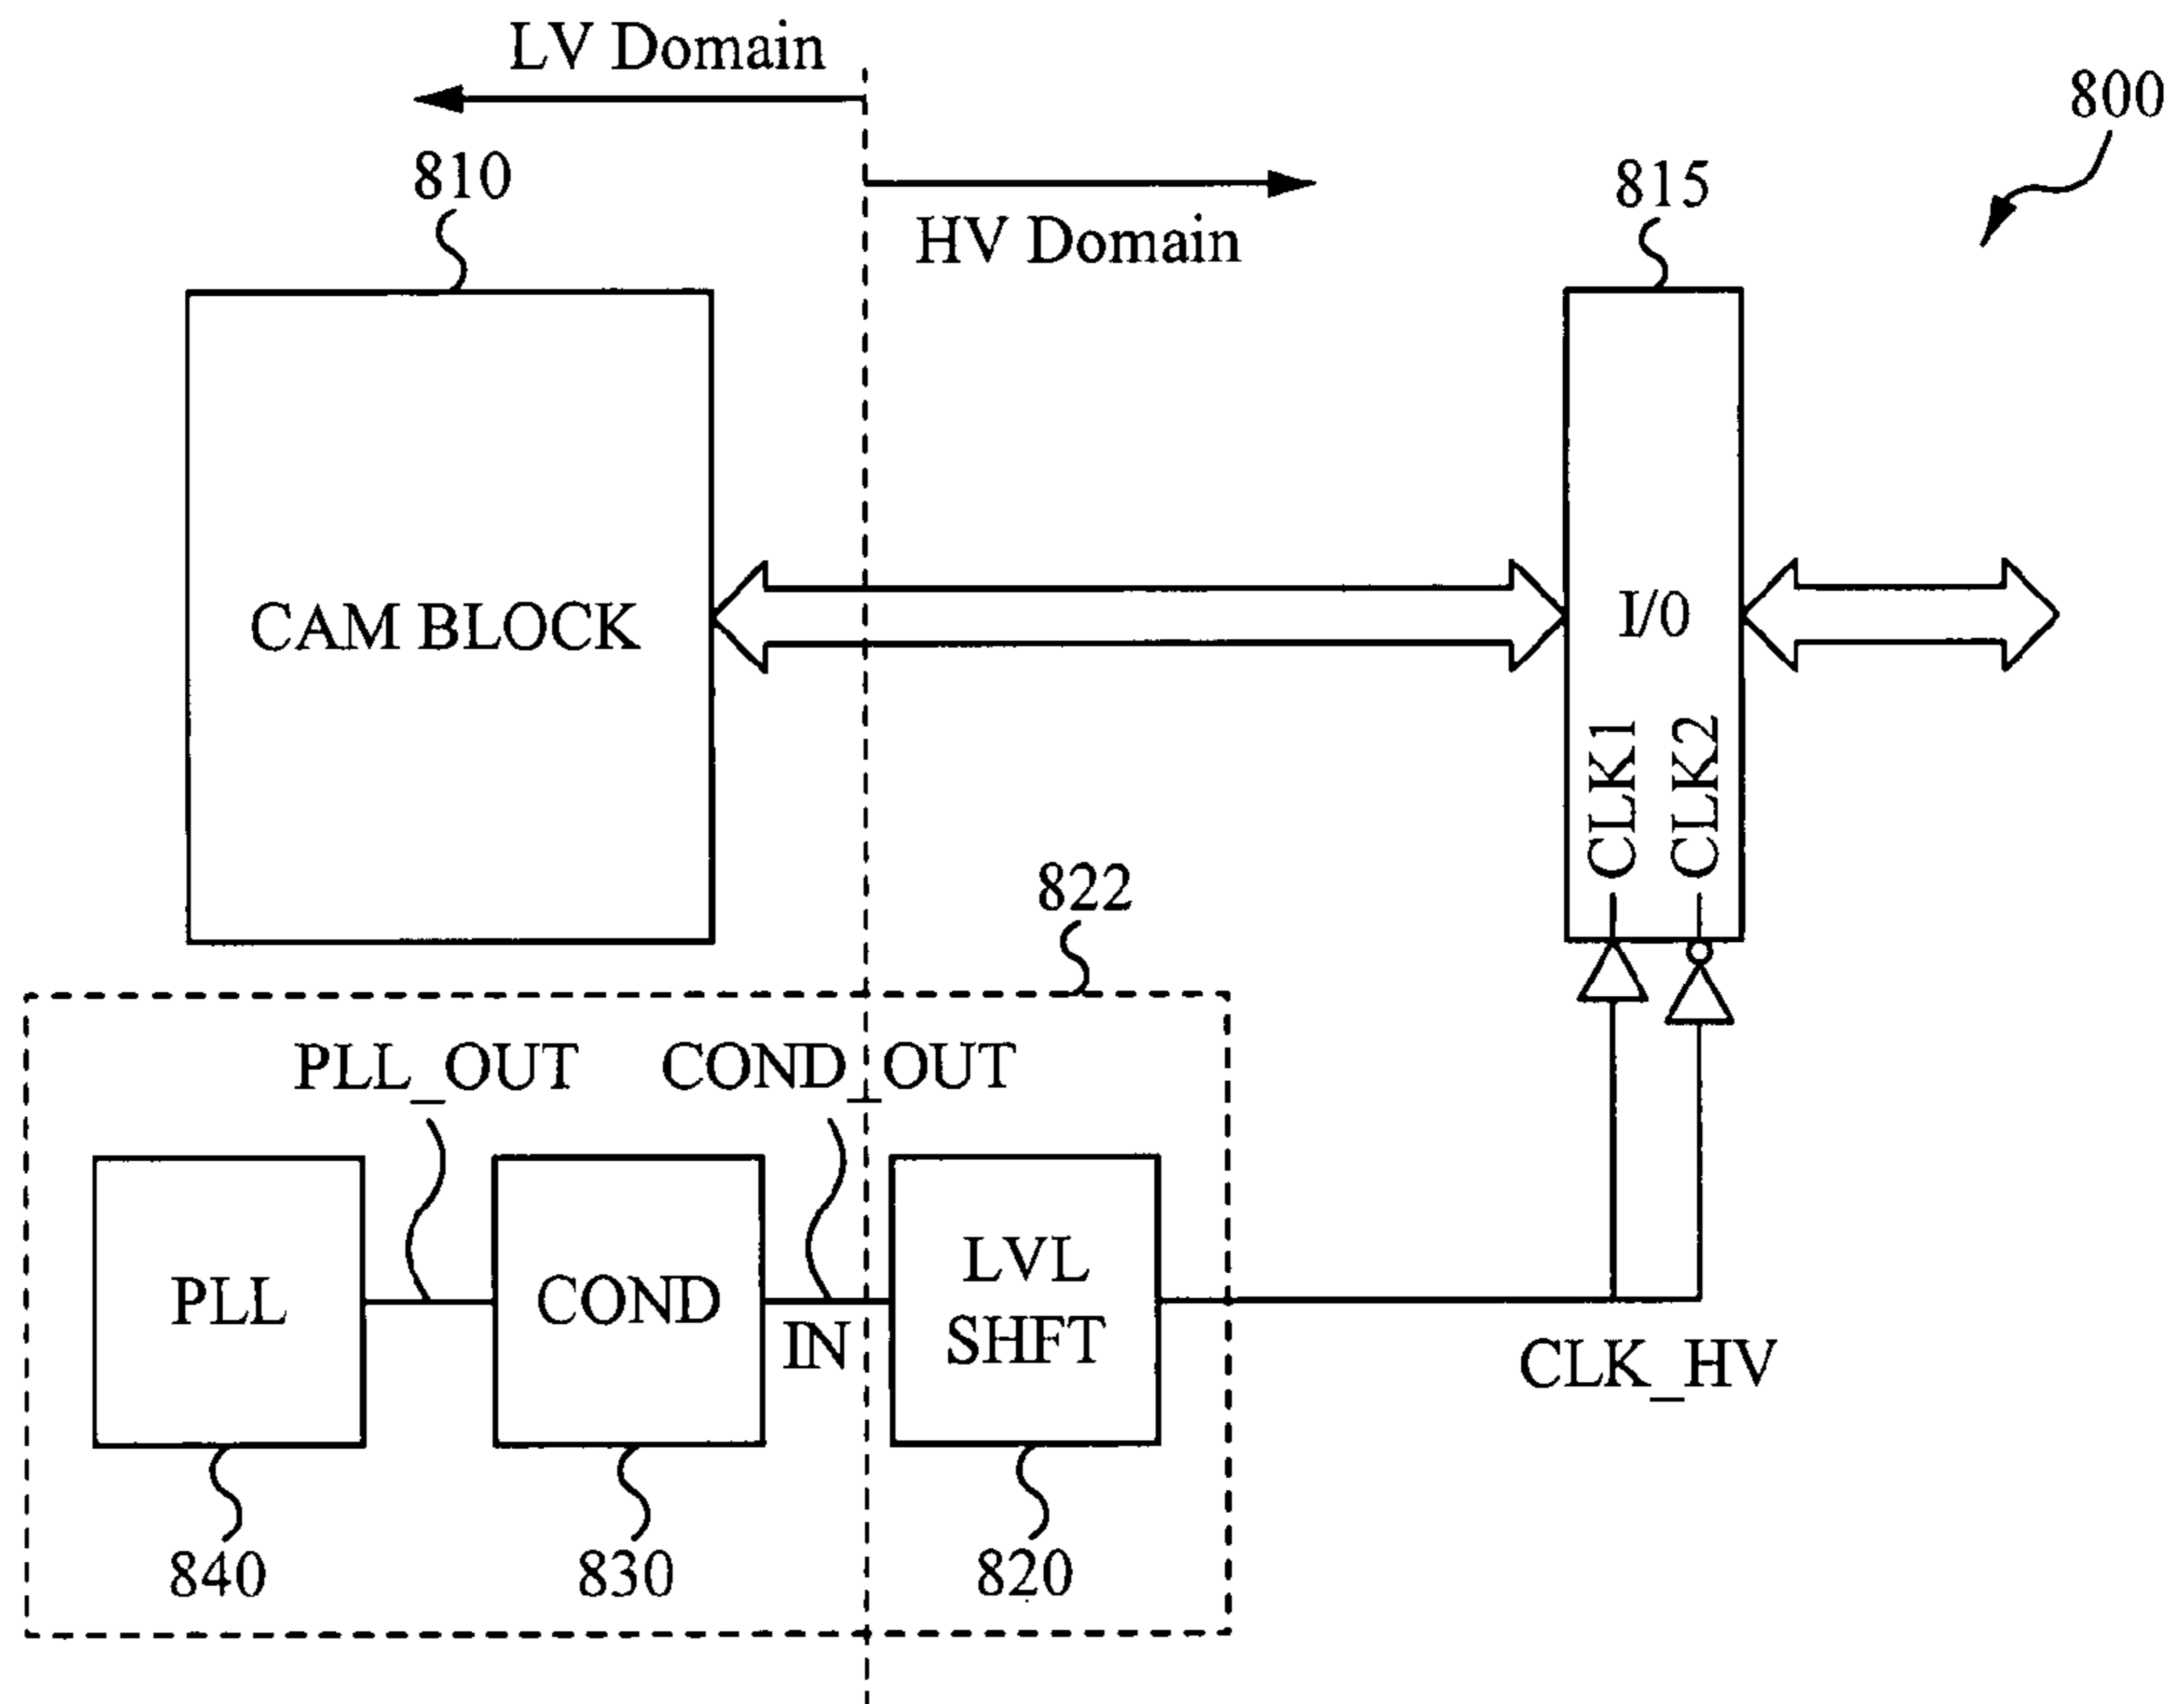 LV Domain
800
810
815
HV Domain
CAM BLOCK
I/0
CLK1
CLK2
822
PLL_OUT
COND_OUT
PLL
COND
IN
LVL
SHFT
CLK_HV
840
830
820